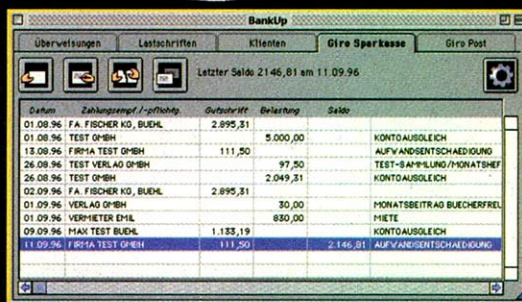 BankUp
Überweisungen Lastschriften Klienten Giro Sparkasse Giro Post
Letzter Saldo 2146,81 am 11.09.96
Datum Zahlungsempf./-pflichtg. Gutschrift Belastung Saldo
01.08.96 FA. FISCHER KG, BUEHL 2.895,31
01.08.96 TEST GMBH 5.000,00 KONTOAUSGLEICH
13.08.96 FIRMA TEST GMBH 111,50 AUFWANDSENTSCHAEDIGUNG
26.08.96 TEST VERLAG GMBH 97,50 TEST-SAMMLUNG/MONATSHEF
26.08.96 TEST GMBH 2.049,31 KONTOAUSGLEICH
02.09.96 FA. FISCHER KG, BUEHL 2.895,31
01.09.96 VERLAG GMBH 30,00 MONATSBEITRAG BUECHERFREU
01.09.96 VERMIETER EMIL 830,00 MIETE
09.09.96 MAX TEST BUEHL 1.133,19 KONTOAUSGLEICH
11.09.96 FIRMA TEST GMBH 111,50 2.146,81 AUFWANDSENTSCHAEDIGUNG